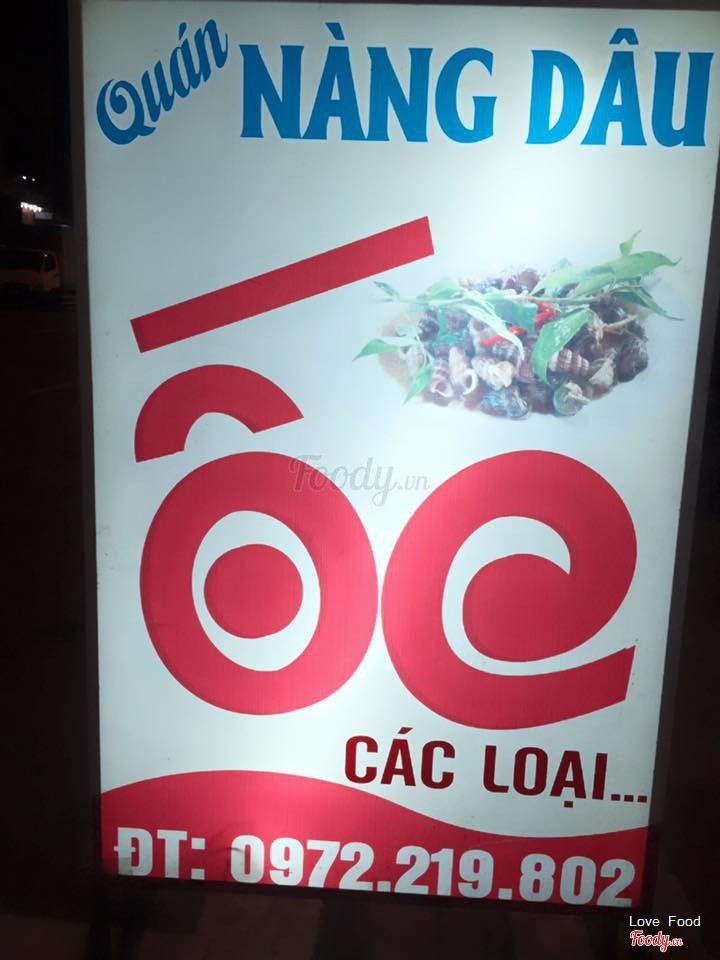 Quán NÀNG DÂU
ỐC
CÁC LOẠI...
ĐT: 0972.219.802
Foody.vn
Love Food
Foody.vn